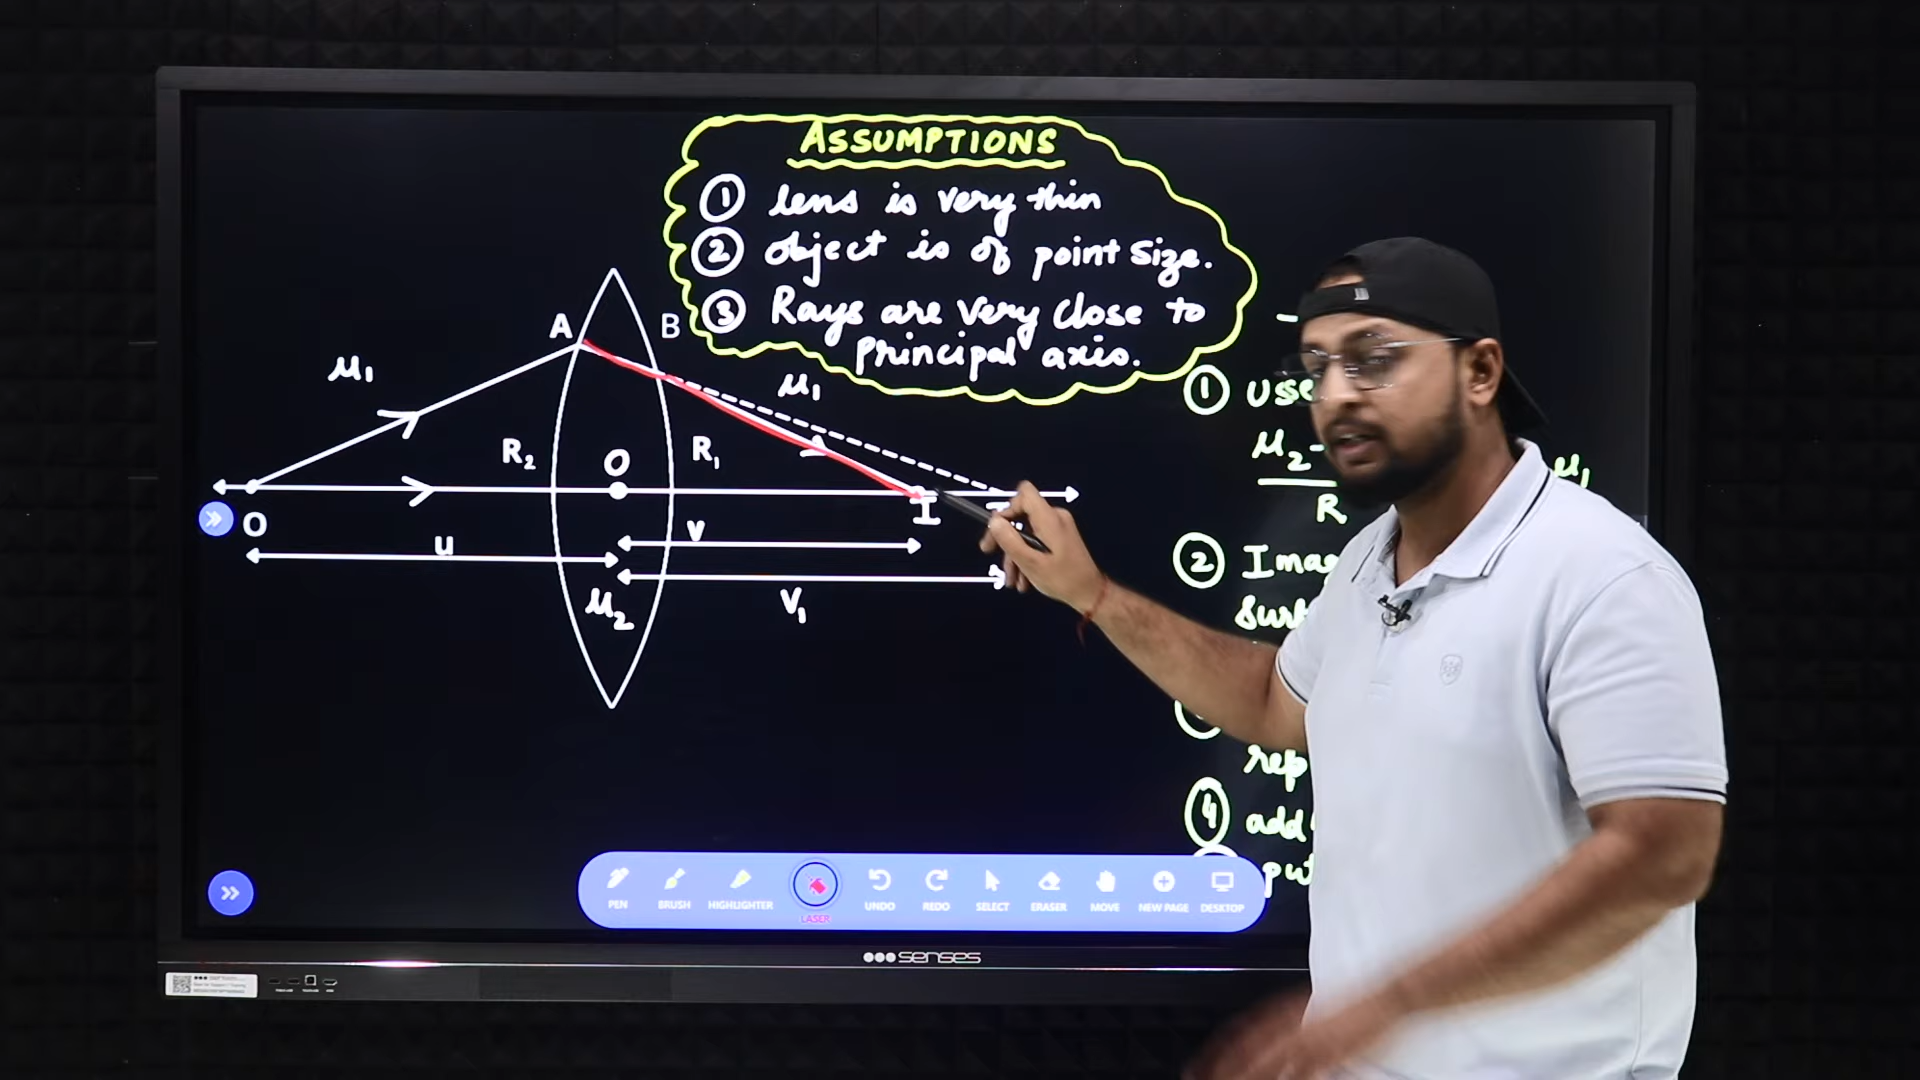 ASSUMPTIONS
① lens is very thin
② object is of point size.
③ Rays are very close to
principal axis.
A
B
μ₁
μ₁
R₂
O
R₁
O
I
u
v
μ₂
v₁
① use
μ₂ -
μ₁
R
②
④ add
PEN
BRUSH
HIGHLIGHTER
LASER
UNDO
REDO
SELECT
ERASER
MOVE
NEW PAGE
DESKTOP
senses